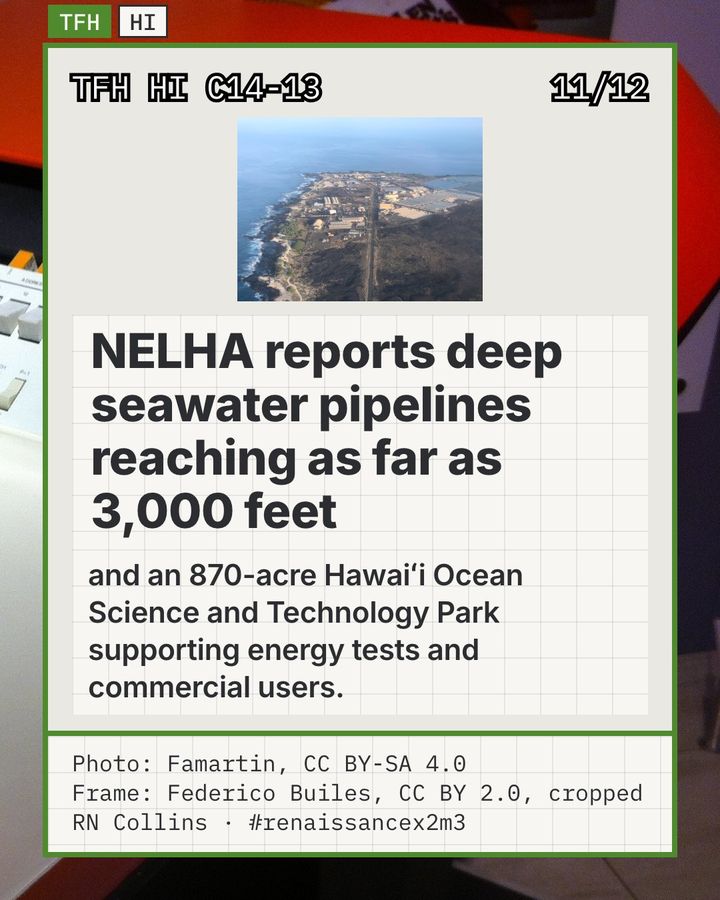 TFH HI
TFH HI C14-13 11/12
NELHA reports deep
seawater pipelines
reaching as far as
3,000 feet
and an 870-acre Hawaiʻi Ocean
Science and Technology Park
supporting energy tests and
commercial users.
Photo: Famartin, CC BY-SA 4.0
Frame: Federico Builes, CC BY 2.0, cropped
RN Collins · #renaissancex2m3